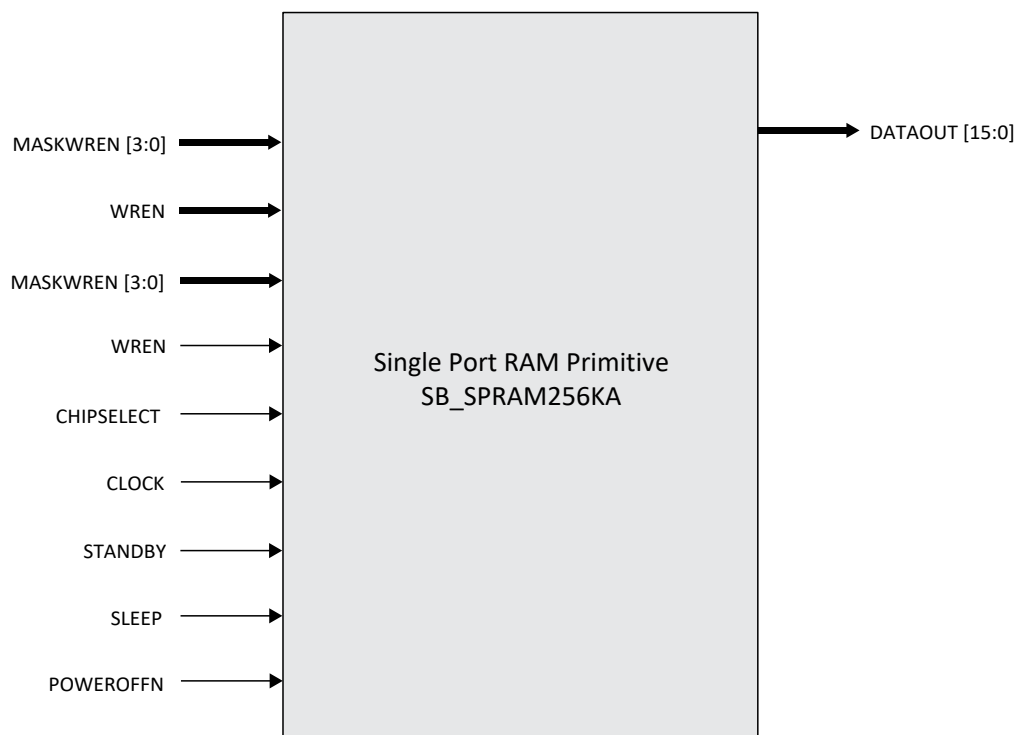 MASKWREN [3:0]
DATAOUT [15:0]
WREN
MASKWREN [3:0]
WREN
Single Port RAM Primitive
SB_SPRAM256KA
CHIPSELECT
CLOCK
STANDBY
SLEEP
POWEROFFN